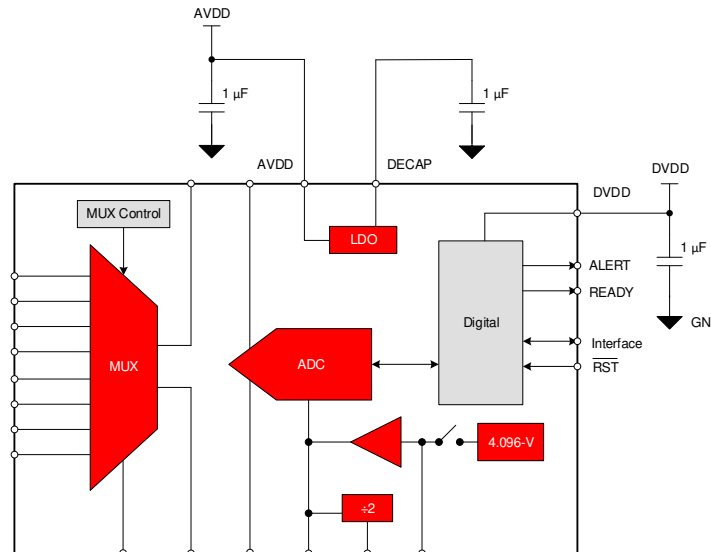 AVDD
1 µF
1 µF
AVDD
DECAP
DVDD
DVDD
MUX Control
LDO
1 µF
ALERT
READY
GN
Digital
Interface
RST
MUX
ADC
4.096-V
÷2